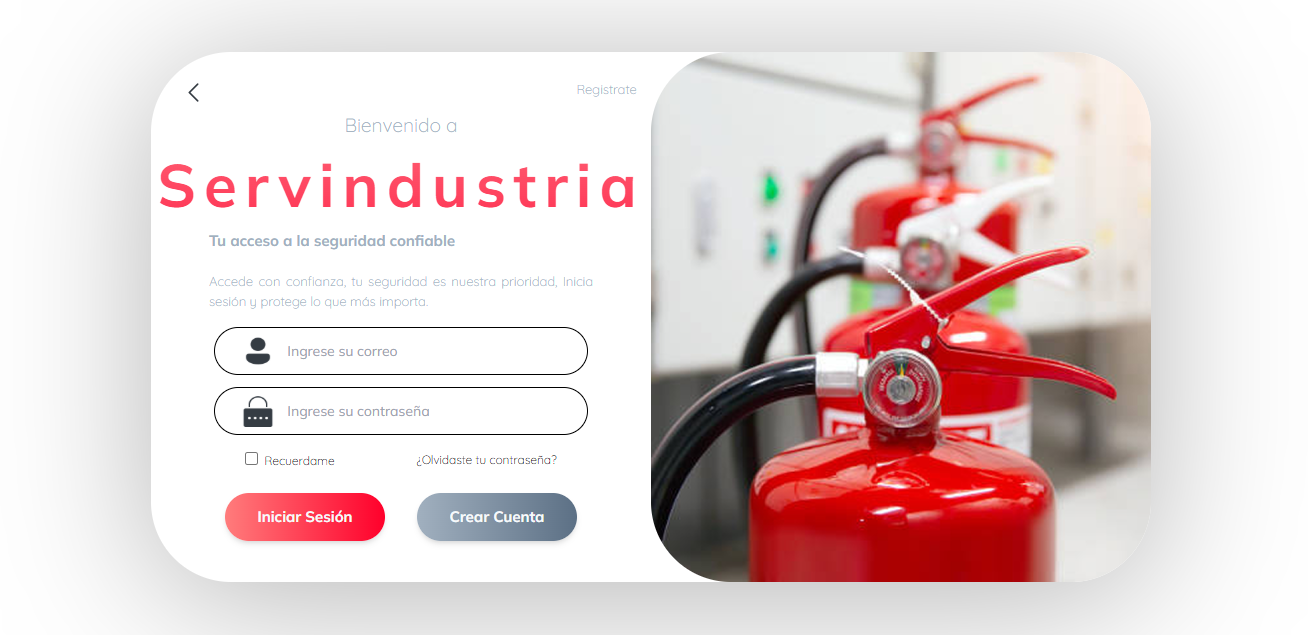 Regístrate
Bienvenido a
Servindustria
Tu acceso a la seguridad confiable
Accede con confianza, tu seguridad es nuestra prioridad, Inicia
sesión y protege lo que más importa.
Ingrese su correo
Ingrese su contraseña
Recuerdame
¿Olvidaste tu contraseña?
Iniciar Sesión
Crear Cuenta